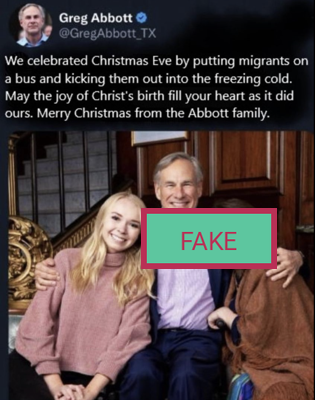 Greg Abbott
@GregAbbott_TX
We celebrated Christmas Eve by putting migrants on
a bus and kicking them out into the freezing cold.
May the joy of Christ's birth fill your heart as it did
ours. Merry Christmas from the Abbott family.
FAKE